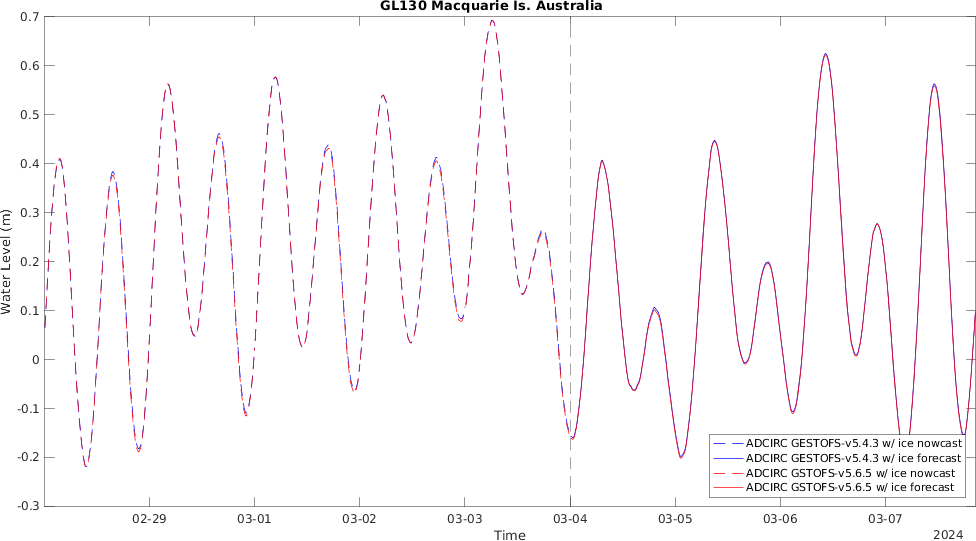 GL130 Macquarie Is. Australia
0.7
0.6
0.5
0.4
0.3
0.2
0.1
0
-0.1
-0.2
-0.3
Water Level (m)
ADCIRC GESTOFS-v5.4.3 w/ ice nowcast
ADCIRC GESTOFS-v5.4.3 w/ ice forecast
ADCIRC GSTOFS-v5.6.5 w/ ice nowcast
ADCIRC GSTOFS-v5.6.5 w/ ice forecast
02-29 03-01 03-02 03-03 03-04 03-05 03-06 03-07
Time
2024